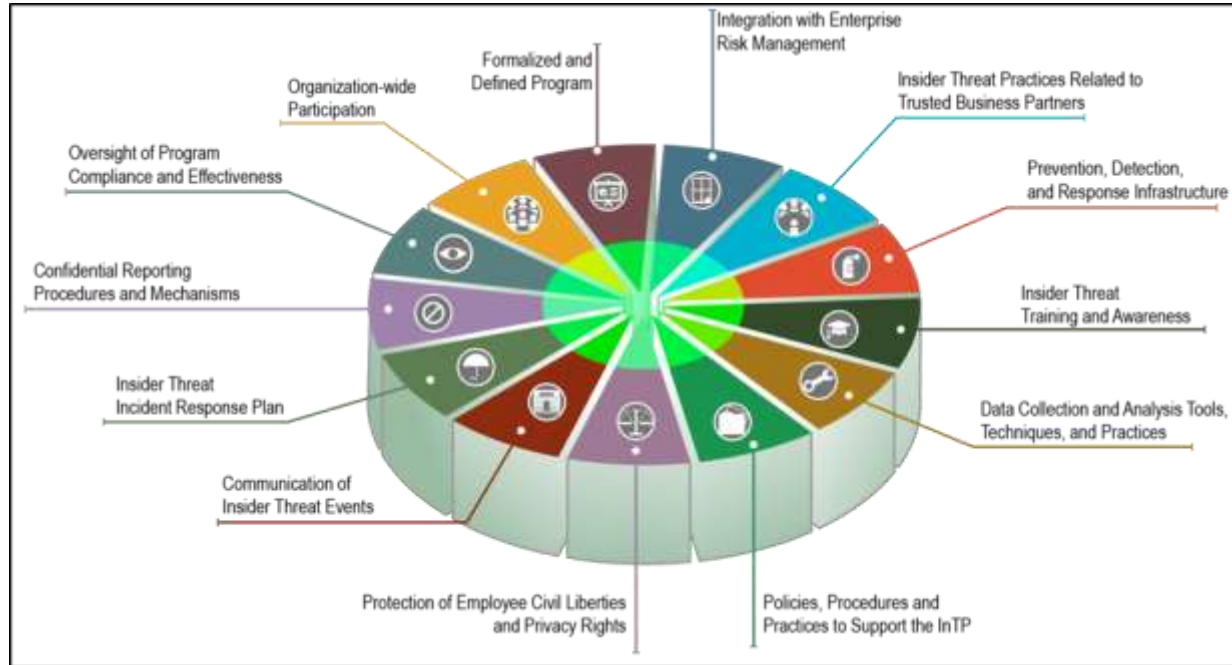 Integration with Enterprise
Risk Management
Formalized and
Defined Program
Insider Threat Practices Related to
Trusted Business Partners
Organization-wide
Participation
Oversight of Program
Compliance and Effectiveness
Prevention, Detection,
and Response Infrastructure
Confidential Reporting
Procedures and Mechanisms
Insider Threat
Training and Awareness
Insider Threat
Incident Response Plan
Data Collection and Analysis Tools,
Techniques, and Practices
Communication of
Insider Threat Events
Protection of Employee Civil Liberties
and Privacy Rights
Policies, Procedures and
Practices to Support the InTP